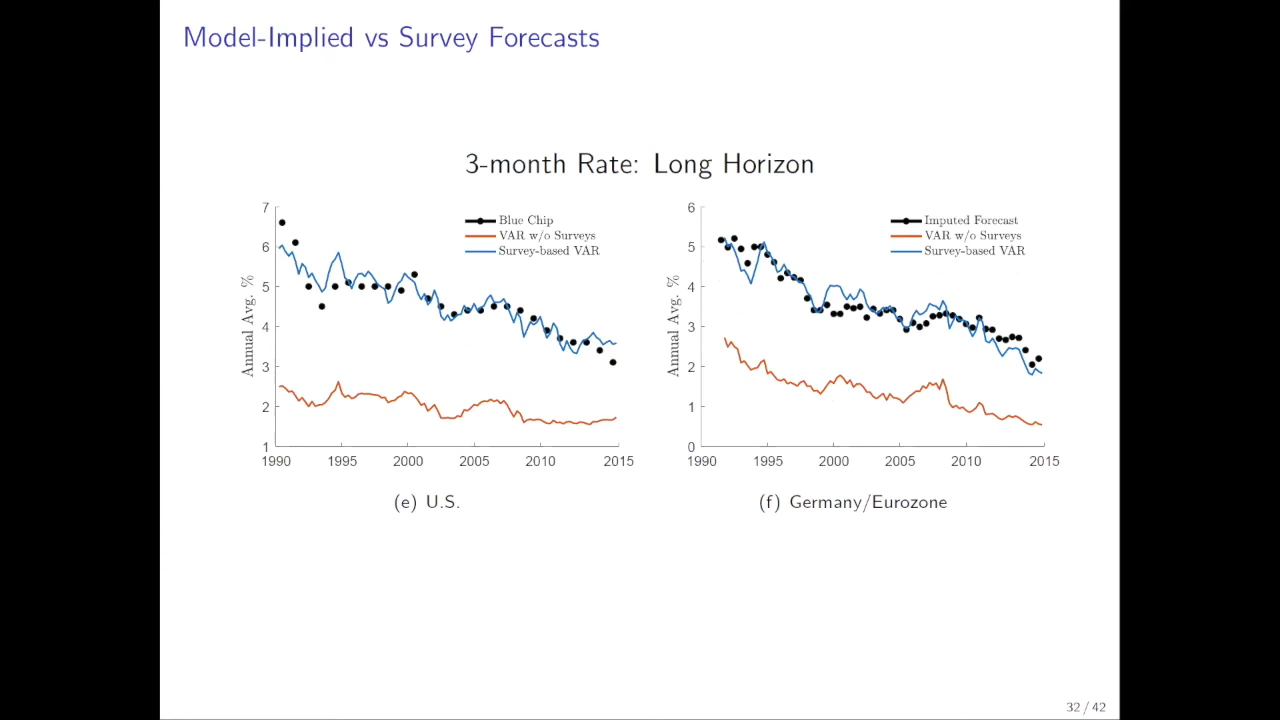 Model-Implied vs Survey Forecasts
3-month Rate: Long Horizon
7
6
5
4
3
2
1
Annual Avg. %
Blue Chip
VAR w/o Surveys
Survey-based VAR
1990 1995 2000 2005 2010 2015
(e) U.S.
6
5
4
3
2
1
0
Annual Avg. %
Imputed Forecast
VAR w/o Surveys
Survey-based VAR
1990 1995 2000 2005 2010 2015
(f) Germany/Eurozone
32 / 42